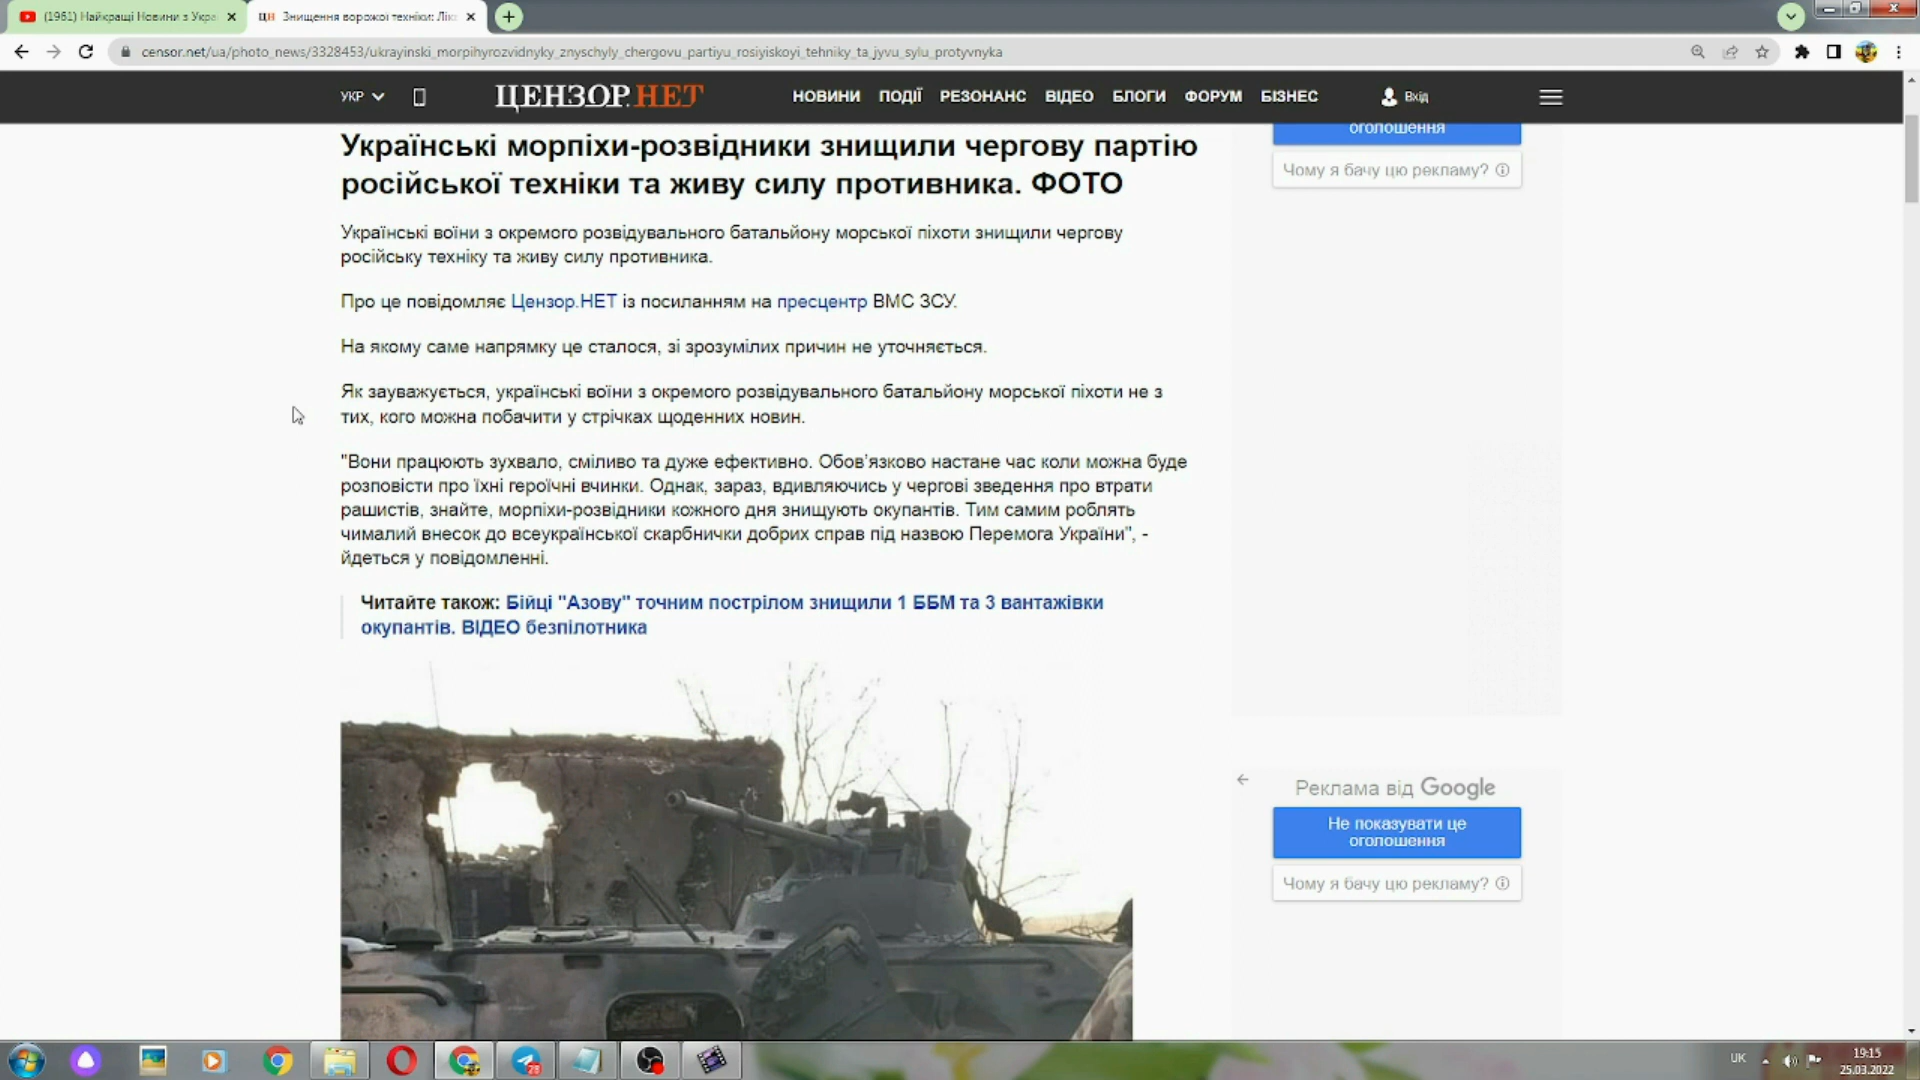 (1961) Найкращі Новини з Укра
Знищення ворожої техніки: Лік
censor.net/ua/photo_news/3328453/ukrayinski_morpihyrozvidnyky_znyschyly_chergovu_partiyu_rosiyiskoyi_tehniky_ta_jyvu_sylu_protyvnyka
УКР
ЦЕНЗОР.НЕТ
НОВИНИ ПОДІЇ РЕЗОНАНС ВІДЕО БЛОГИ ФОРУМ БІЗНЕС
Вхід
оголошення
Чому я бачу цю рекламу?
Українські морпіхи-розвідники знищили чергову партію
російської техніки та живу силу противника. ФОТО
Українські воїни з окремого розвідувального батальйону морської піхоти знищили чергову
російську техніку та живу силу противника.
Про це повідомляє Цензор.НЕТ із посиланням на пресцентр ВМС ЗСУ.
На якому саме напрямку це сталося, зі зрозумілих причин не уточняється.
Як зауважується, українські воїни з окремого розвідувального батальйону морської піхоти не з
тих, кого можна побачити у стрічках щоденних новин.
"Вони працюють зухвало, сміливо та дуже ефективно. Обов'язково настане час коли можна буде
розповісти про їхні героїчні вчинки. Однак, зараз, вдивляючись у чергові зведення про втрати
рашистів, знайте, морпіхи-розвідники кожного дня знищують окупантів. Тим самим роблять
чималий внесок до всеукраїнської скарбнички добрих справ під назвою Перемога України", -
йдеться у повідомленні.
Читайте також: Бійці "Азову" точним пострілом знищили 1 ББМ та 3 вантажівки
окупантів. ВІДЕО безпілотника
Реклама від Google
Не показувати це
оголошення
Чому я бачу цю рекламу?
UK
19:15
25.03.2022